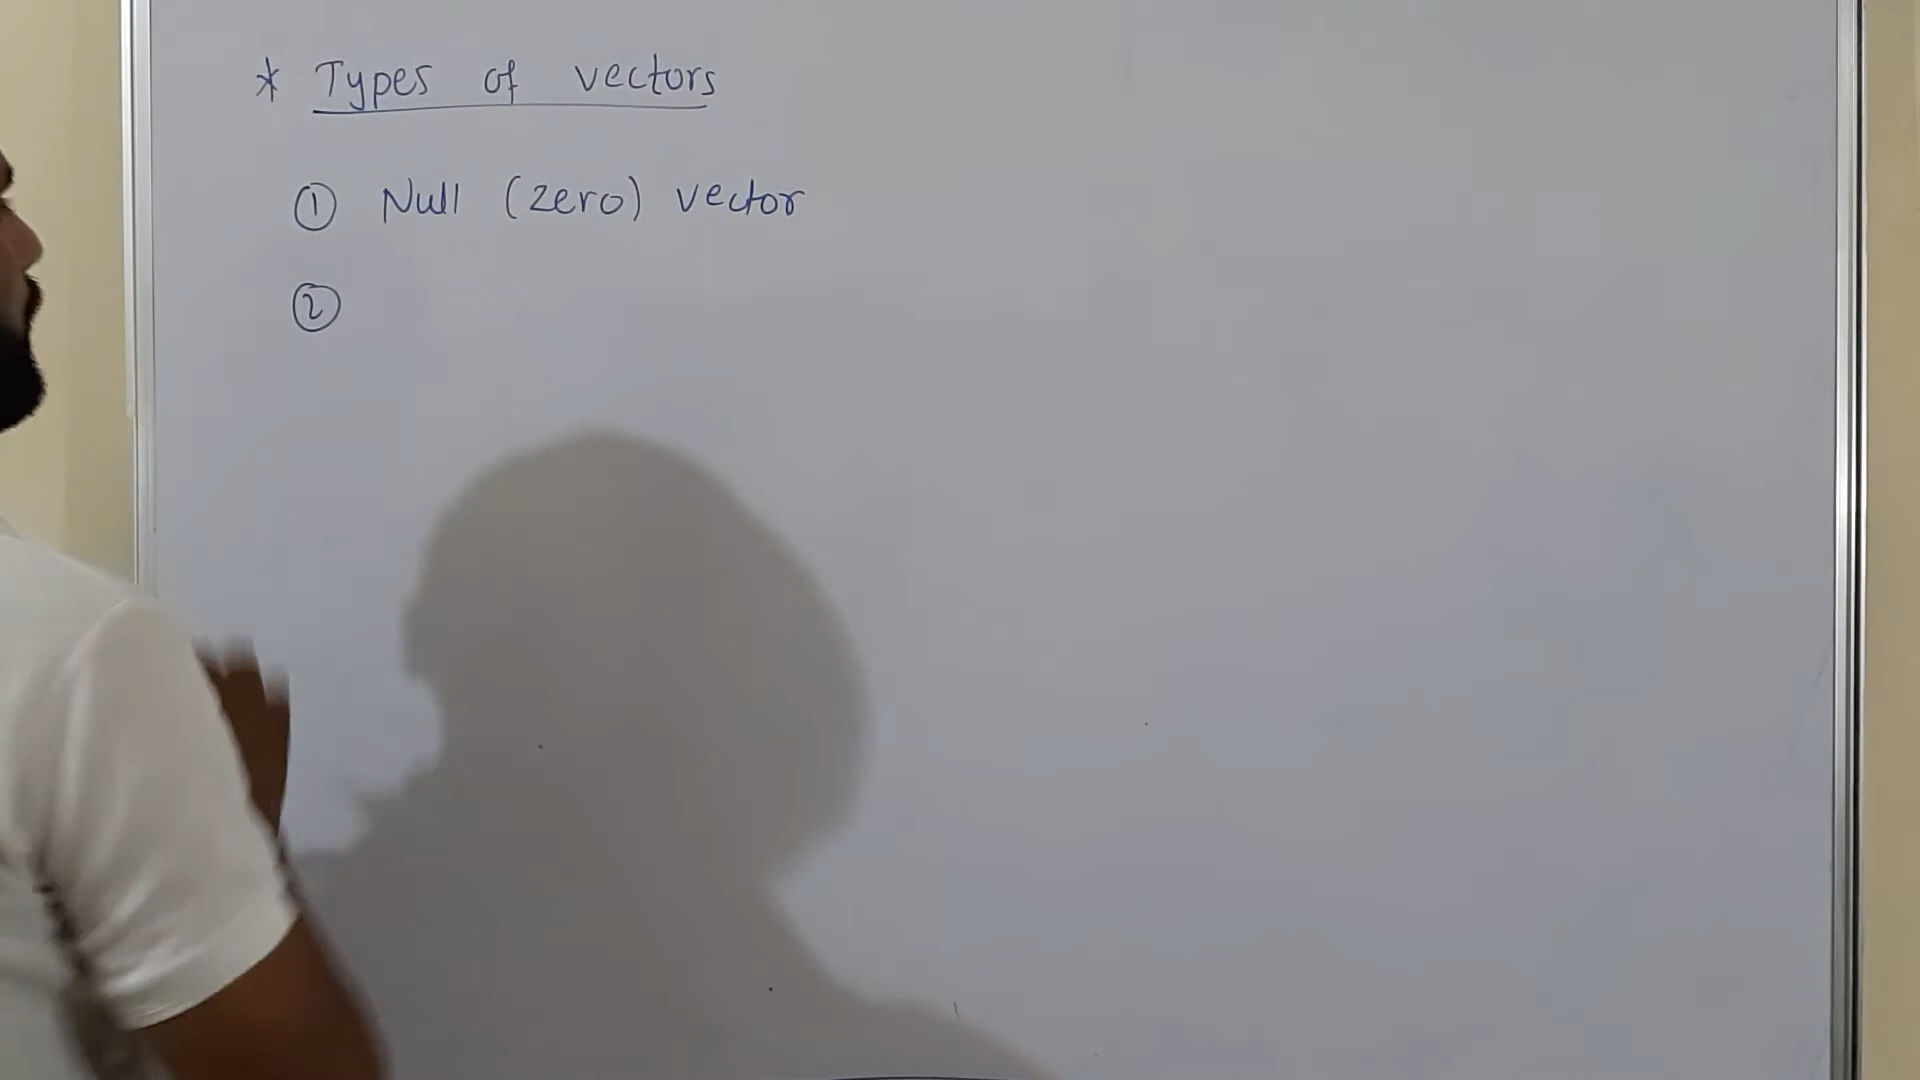 * Types of vectors
① Null (zero) vector
②